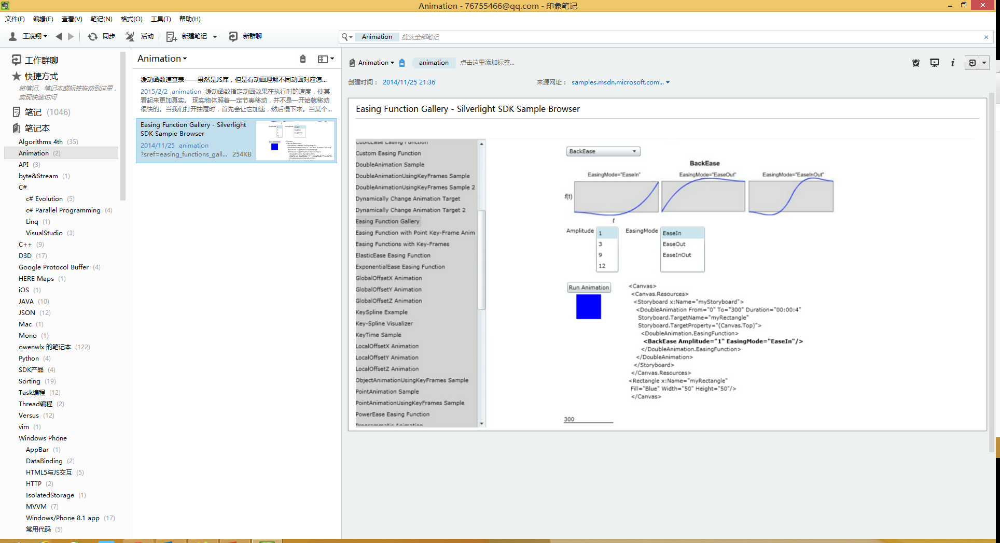 Animation - 76755466@qq.com - 印象笔记
文件(F) 编辑(E) 查看(V) 笔记(N) 格式(O) 工具(T) 帮助(H)
王凌翔 同步 活动 新建笔记 新群聊
Animation 搜索全部笔记
工作群聊
快捷方式
将笔记、笔记本或标签拖动到这里，
实现快速访问
笔记 (1046)
笔记本
Algorithms 4th (35)
Animation (2)
API (3)
byte&Stream (1)
C#
c# Evolution (5)
c# Parallel Programming (4)
Linq (1)
VisualStudio (3)
C++ (9)
D3D (17)
Google Protocol Buffer (4)
HERE Maps (1)
iOS (1)
JAVA (10)
JSON (12)
Mac (1)
Mono (1)
owenwlx 的笔记本 (122)
Python (4)
SDK产品 (4)
Sorting (19)
Task编程 (12)
Thread编程 (2)
Versus (12)
vim (1)
Windows Phone
AppBar (1)
DataBinding (2)
HTML5与JS交互 (5)
HTTP (2)
IsolatedStorage (1)
MVVM (7)
Windows/Phone 8.1 app (17)
常用代码 (5)
Animation
缓动函数速查表——虽然是JS库，但是有动画理解不同动画对应怎...
2015/2/2 animation 缓动函数指定动画效果在执行时的速度，使其
看起来更加真实。 现实物体照着一定节奏移动，并不是一开始就移动
很快的。当我们打开抽屉时，首先会让它加速，然后慢下来。当某个...
Easing Function Gallery - Silverlight
SDK Sample Browser
2014/11/25 animation
?sref=easing_functions_gall... 254KB
Animation animation 点击这里添加标签...
创建时间： 2014/11/25 21:36 来源网址： samples.msdn.microsoft.com...
Easing Function Gallery - Silverlight SDK Sample Browser
CubicEase Easing Function
Custom Easing Function
DoubleAnimation Sample
DoubleAnimationUsingKeyFrames Sample
DoubleAnimationUsingKeyFrames Sample 2
Dynamically Change Animation Target
Dynamically Change Animation Target 2
Easing Function Gallery
Easing Function with Point Key-Frame Anim
Easing Functions with Key-Frames
ElasticEase Easing Function
ExponentialEase Easing Function
GlobalOffsetX Animation
GlobalOffsetY Animation
GlobalOffsetZ Animation
KeySpline Example
Key-Spline Visualizer
KeyTime Sample
LocalOffsetX Animation
LocalOffsetY Animation
LocalOffsetZ Animation
ObjectAnimationUsingKeyFrames Sample
PointAnimation Sample
PointAnimationUsingKeyFrames Sample
PowerEase Easing Function
Programmatic Animation
BackEase
BackEase
EasingMode="EaseIn" EasingMode="EaseOut" EasingMode="EaseInOut"
f(t)
t
Amplitude 1 3 9 12
EasingMode EaseIn EaseOut EaseInOut
Run Animation
<Canvas>
<Canvas.Resources>
<Storyboard x:Name="myStoryboard">
<DoubleAnimation From="0" To="300" Duration="00:00:4"
Storyboard.TargetName="myRectangle"
Storyboard.TargetProperty="(Canvas.Top)">
<DoubleAnimation.EasingFunction>
<BackEase Amplitude="1" EasingMode="EaseIn"/>
</DoubleAnimation.EasingFunction>
</DoubleAnimation>
</Storyboard>
</Canvas.Resources>
<Rectangle x:Name="myRectangle"
Fill="Blue" Width="50" Height="50"/>
</Canvas>
300